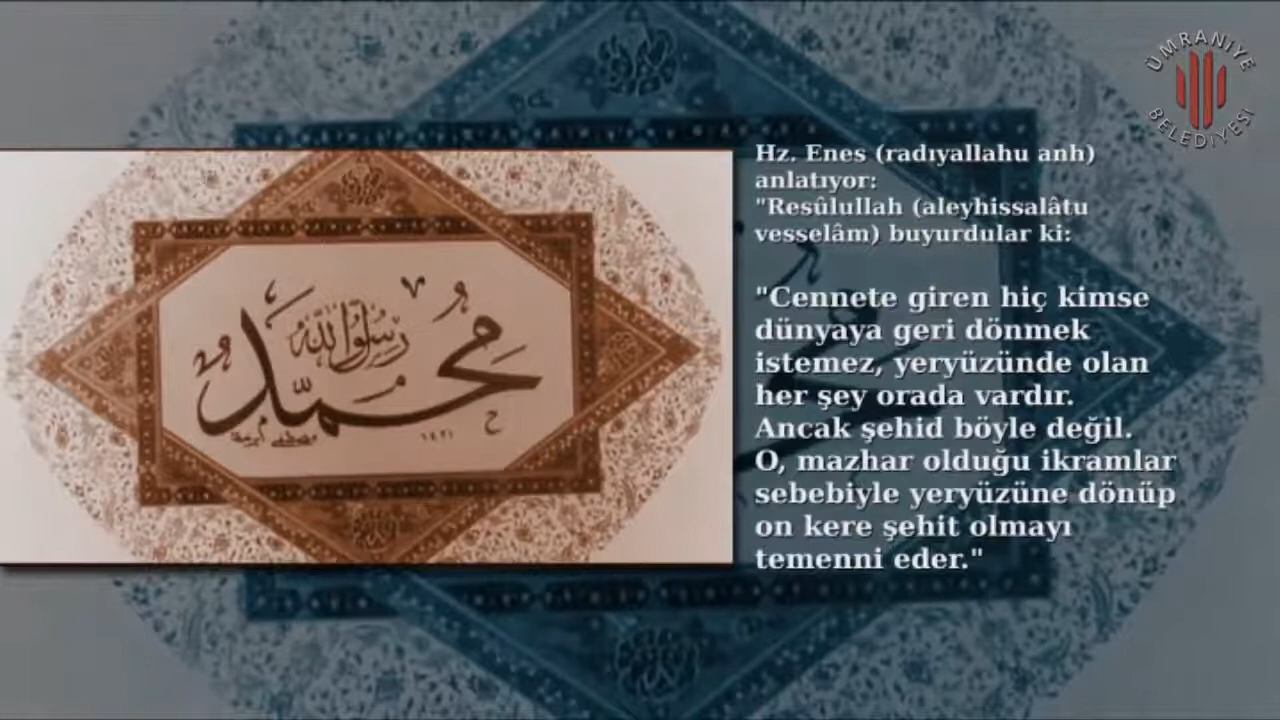 ÜMRANİYE
BELEDİYESİ
Hz. Enes (radıyallahu anh)
anlatıyor:
"Resûlullah (aleyhissalâtu
vesselâm) buyurdular ki:
"Cennete giren hiç kimse
dünyaya geri dönmek
istemez, yeryüzünde olan
her şey orada vardır.
Ancak şehid böyle değil.
O, mazhar olduğu ikramlar
sebebiyle yeryüzüne dönüp
on kere şehit olmayı
temenni eder."
محمد
رسول الله